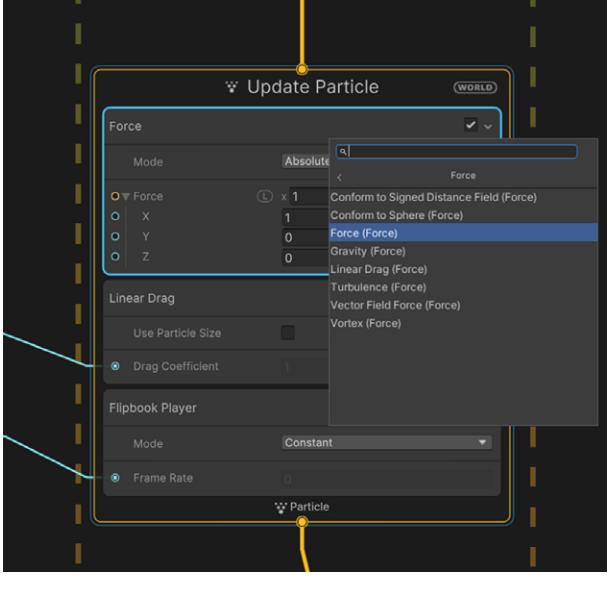 Update Particle
WORLD
Force
Mode
Absolute
Force
L
x 1
X
1
Y
0
Z
0
Force
Conform to Signed Distance Field (Force)
Conform to Sphere (Force)
Force (Force)
Gravity (Force)
Linear Drag (Force)
Turbulence (Force)
Vector Field Force (Force)
Vortex (Force)
Linear Drag
Use Particle Size
Drag Coefficient
1
Flipbook Player
Mode
Constant
Frame Rate
0
Particle